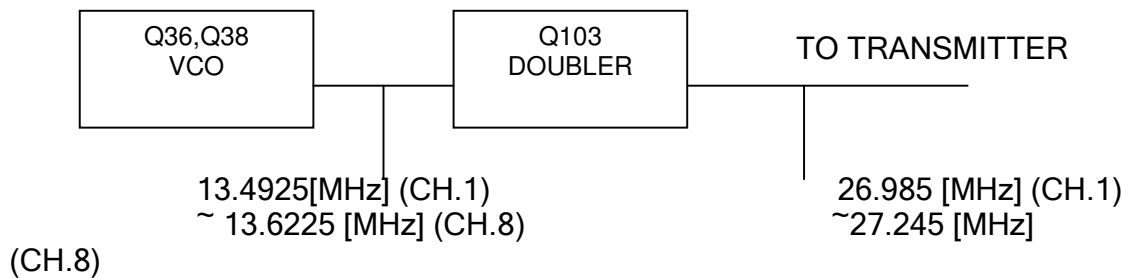 Q36,Q38
VCO
Q103
DOUBLER
TO TRANSMITTER
13.4925[MHz] (CH.1)
~ 13.6225 [MHz] (CH.8)
26.985 [MHz] (CH.1)
~27.245 [MHz]
(CH.8)